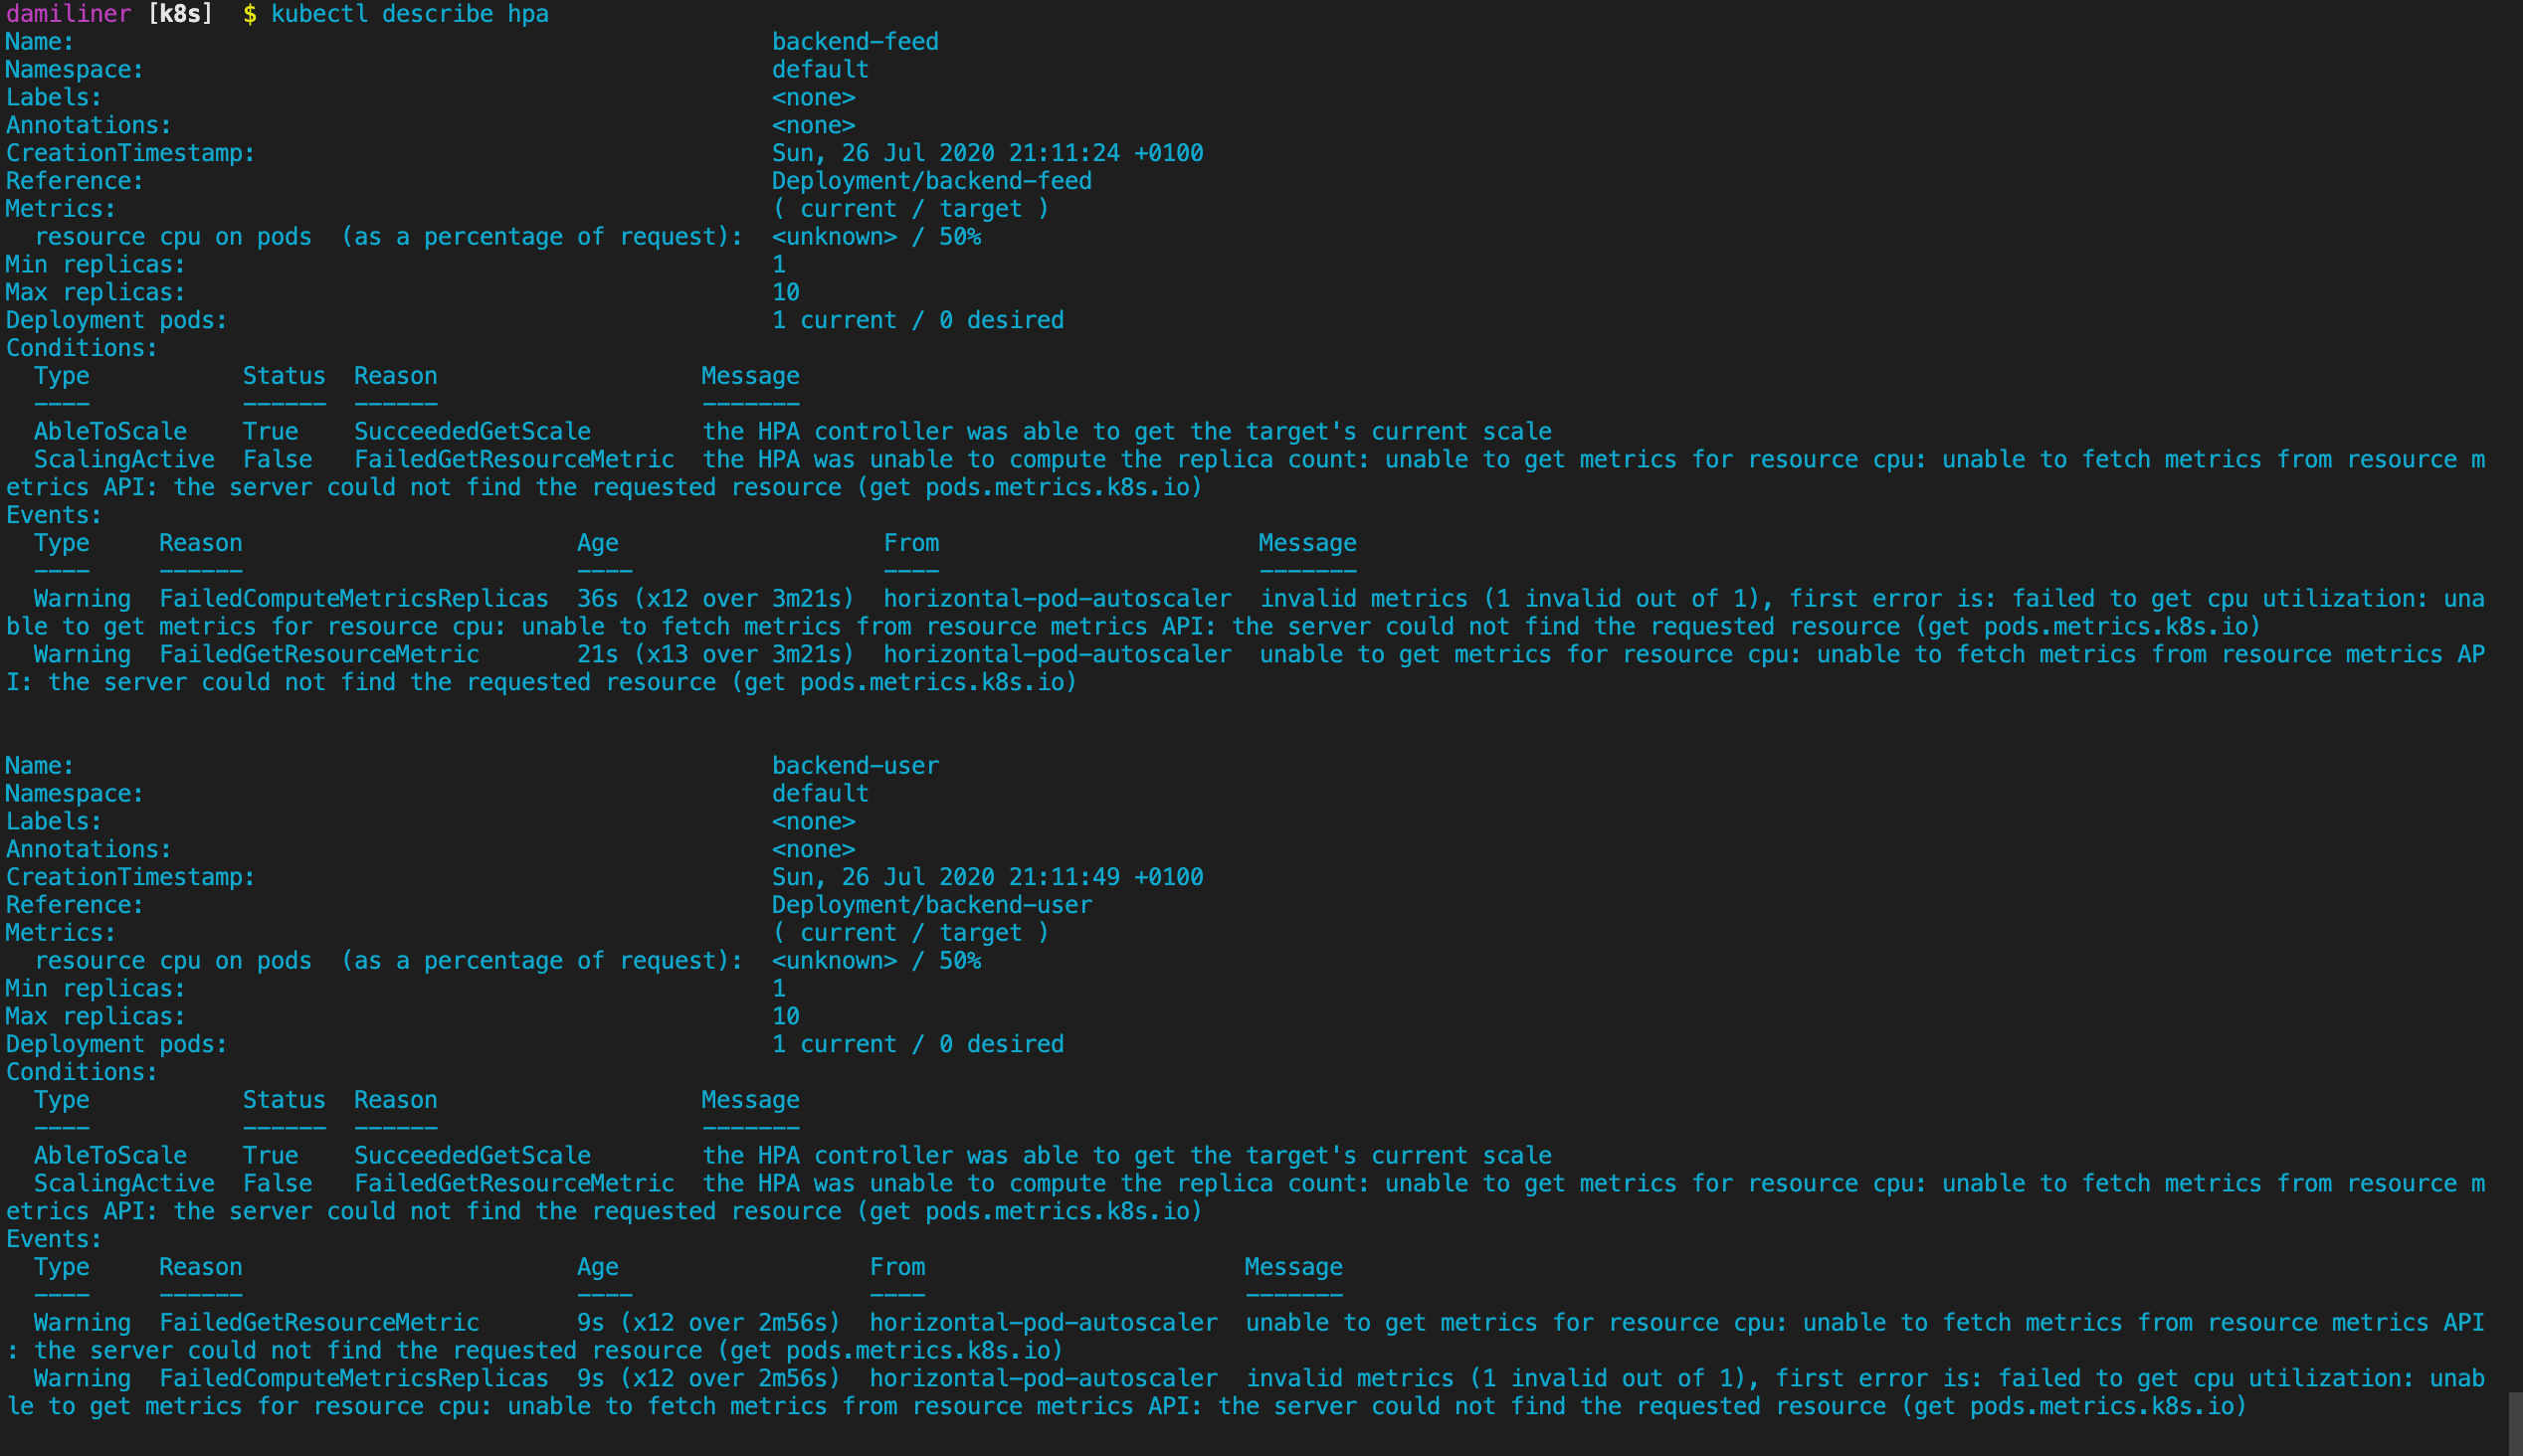 damiliner [k8s]  $ kubectl describe hpa
Name:                                                  backend-feed
Namespace:                                             default
Labels:                                                <none>
Annotations:                                           <none>
CreationTimestamp:                                     Sun, 26 Jul 2020 21:11:24 +0100
Reference:                                             Deployment/backend-feed
Metrics:                                               ( current / target )
  resource cpu on pods  (as a percentage of request):  <unknown> / 50%
Min replicas:                                          1
Max replicas:                                          10
Deployment pods:                                       1 current / 0 desired
Conditions:
  Type           Status  Reason                   Message
  ----           ------  ------                   -------
  AbleToScale    True    SucceededGetScale        the HPA controller was able to get the target's current scale
  ScalingActive  False   FailedGetResourceMetric  the HPA was unable to compute the replica count: unable to get metrics for resource cpu: unable to fetch metrics from resource m
etrics API: the server could not find the requested resource (get pods.metrics.k8s.io)
Events:
  Type     Reason                        Age                   From                       Message
  ----     ------                        ----                  ----                       -------
  Warning  FailedComputeMetricsReplicas  36s (x12 over 3m21s)  horizontal-pod-autoscaler  invalid metrics (1 invalid out of 1), first error is: failed to get cpu utilization: una
ble to get metrics for resource cpu: unable to fetch metrics from resource metrics API: the server could not find the requested resource (get pods.metrics.k8s.io)
  Warning  FailedGetResourceMetric       21s (x13 over 3m21s)  horizontal-pod-autoscaler  unable to get metrics for resource cpu: unable to fetch metrics from resource metrics AP
I: the server could not find the requested resource (get pods.metrics.k8s.io)
Name:                                                  backend-user
Namespace:                                             default
Labels:                                                <none>
Annotations:                                           <none>
CreationTimestamp:                                     Sun, 26 Jul 2020 21:11:49 +0100
Reference:                                             Deployment/backend-user
Metrics:                                               ( current / target )
  resource cpu on pods  (as a percentage of request):  <unknown> / 50%
Min replicas:                                          1
Max replicas:                                          10
Deployment pods:                                       1 current / 0 desired
Conditions:
  Type           Status  Reason                   Message
  ----           ------  ------                   -------
  AbleToScale    True    SucceededGetScale        the HPA controller was able to get the target's current scale
  ScalingActive  False   FailedGetResourceMetric  the HPA was unable to compute the replica count: unable to get metrics for resource cpu: unable to fetch metrics from resource m
etrics API: the server could not find the requested resource (get pods.metrics.k8s.io)
Events:
  Type     Reason                        Age                  From                       Message
  ----     ------                        ----                 ----                       -------
  Warning  FailedGetResourceMetric       9s (x12 over 2m56s)  horizontal-pod-autoscaler  unable to get metrics for resource cpu: unable to fetch metrics from resource metrics API
: the server could not find the requested resource (get pods.metrics.k8s.io)
  Warning  FailedComputeMetricsReplicas  9s (x12 over 2m56s)  horizontal-pod-autoscaler  invalid metrics (1 invalid out of 1), first error is: failed to get cpu utilization: unab
le to get metrics for resource cpu: unable to fetch metrics from resource metrics API: the server could not find the requested resource (get pods.metrics.k8s.io)